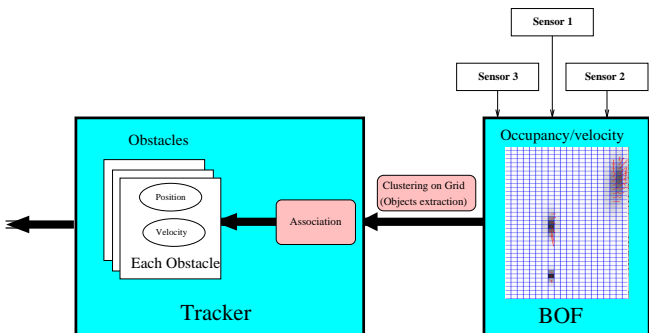 Sensor 1
Sensor 3
Sensor 2
Obstacles
Position
Velocity
Each Obstacle
Association
Clustering on Grid
(Objects extraction)
Occupancy/velocity
Tracker
BOF